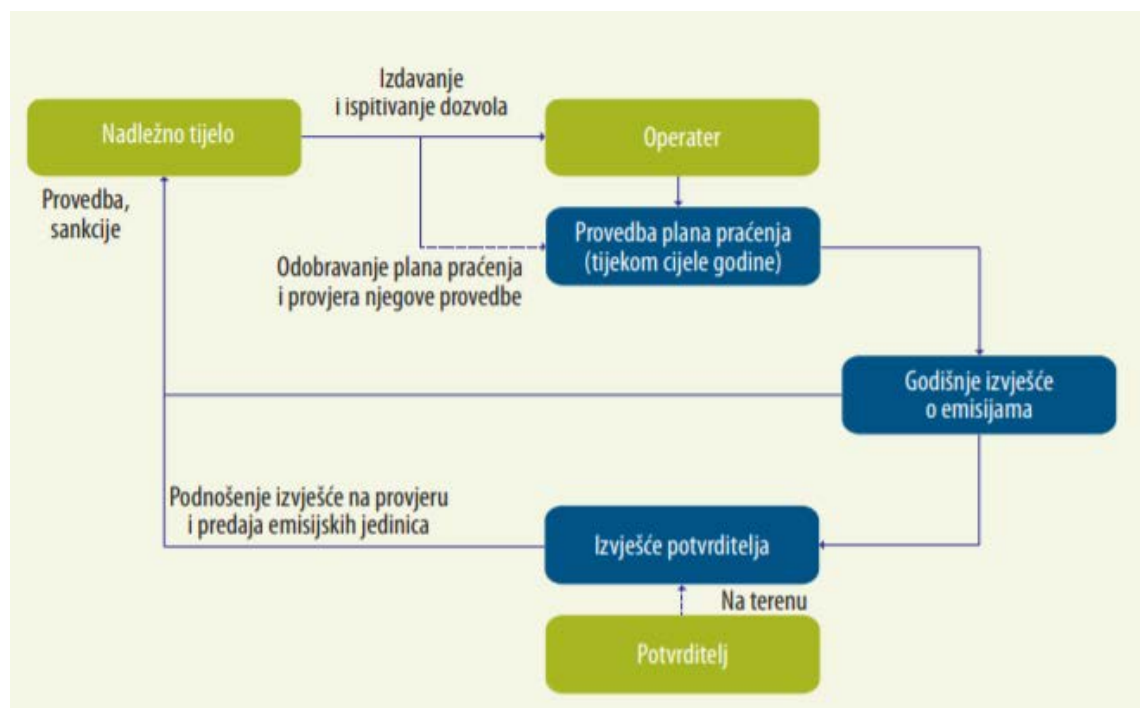 Izdavanje
i ispitivanje dozvola
Nadležno tijelo
Operater
Provedba,
sankcije
Provedba plana praćenja
(tijekom cijele godine)
Odobravanje plana praćenja
i provjera njegove provedbe
Godišnje izvješće
o emisijama
Podnošenje izvješće na provjeru
i predaja emisijskih jedinica
Izvješće potvrditelja
Na terenu
Potvrditelj